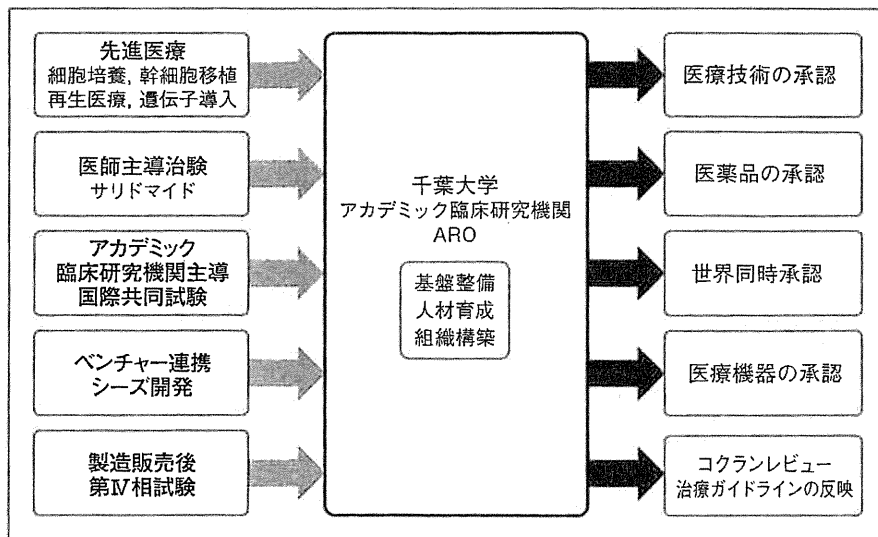 先進医療
細胞培養, 幹細胞移植
再生医療, 遺伝子導入
医師主導治験
サリドマイド
アカデミック
臨床研究機関主導
国際共同試験
ベンチャー連携
シーズ開発
製造販売後
第Ⅳ相試験
千葉大学
アカデミック臨床研究機関
ARO
基盤整備
人材育成
組織構築
医療技術の承認
医薬品の承認
世界同時承認
医療機器の承認
コクランレビュー
治療ガイドラインの反映